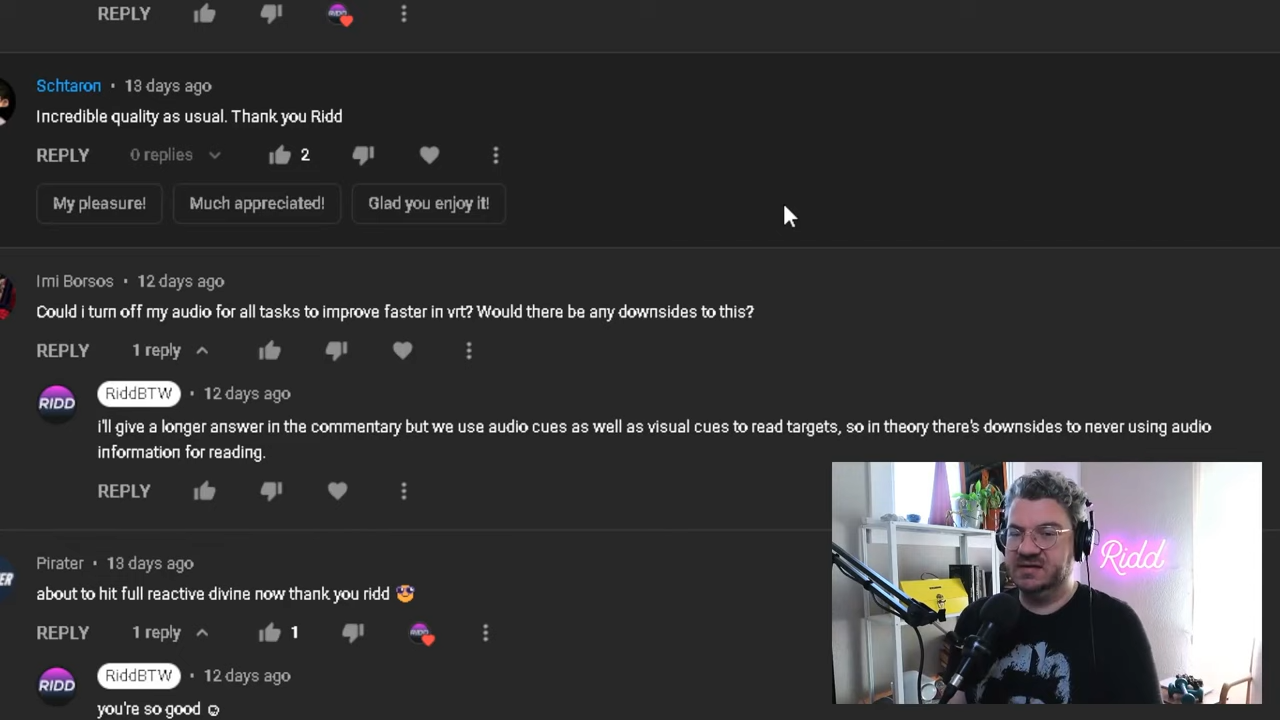 REPLY
Schtaron • 13 days ago
Incredible quality as usual. Thank you Ridd
REPLY 0 replies 2
My pleasure! Much appreciated! Glad you enjoy it!
Imi Borsos • 12 days ago
Could i turn off my audio for all tasks to improve faster in vrt? Would there be any downsides to this?
REPLY 1 reply
RIDD
RiddBTW • 12 days ago
i'll give a longer answer in the commentary but we use audio cues as well as visual cues to read targets, so in theory there's downsides to never using audio
information for reading.
REPLY
Ridd
Pirater • 13 days ago
about to hit full reactive divine now thank you ridd 😎
REPLY 1 reply 1
RIDD
RiddBTW • 12 days ago
you're so good ☺